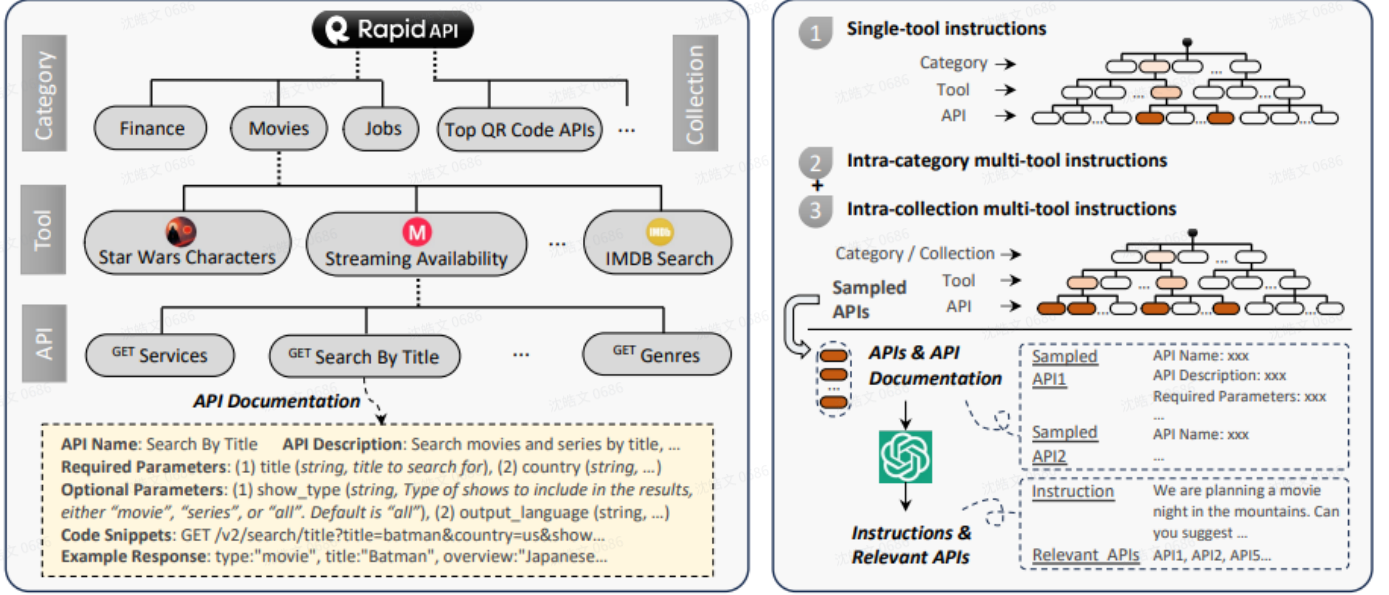 Rapid API
Category
Collection
Finance
Movies
Jobs
Top QR Code APIs
...
Tool
Star Wars Characters
M
Streaming Availability
...
IMDb
IMDB Search
API
GET Services
GET Search By Title
...
GET Genres
API Documentation
API Name: Search By Title API Description: Search movies and series by title, ...
Required Parameters: (1) title (string, title to search for), (2) country (string, ...)
Optional Parameters: (1) show_type (string, Type of shows to include in the results,
either “movie”, “series”, or “all”. Default is “all”), (2) output_language (string, ...)
Code Snippets: GET /v2/search/title?title=batman&country=us&show...
Example Response: type:"movie", title:"Batman", overview:"Japanese...
1 Single-tool instructions
Category
...
Tool
... ...
API
... ... ... ...
2 Intra-category multi-tool instructions
+
3 Intra-collection multi-tool instructions
Category / Collection
...
Tool
... ...
API
... ... ... ...
Sampled
APIs
...
APIs & API
Documentation
Sampled API Name: xxx
API1 API Description: xxx
Required Parameters: xxx
...
Sampled API Name: xxx
API2 ...
Instructions &
Relevant APIs
Instruction We are planning a movie
night in the mountains. Can
you suggest ...
Relevant_APIs API1, API2, API5...
沈皓文 0686